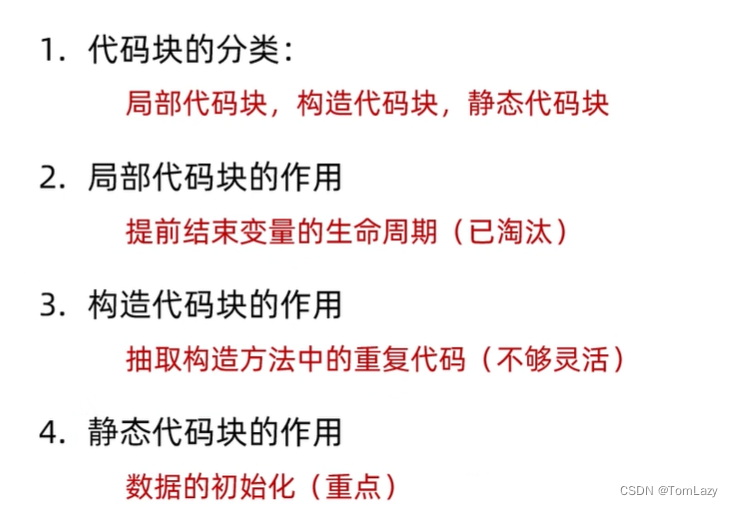 1. 代码块的分类：
局部代码块，构造代码块，静态代码块
2. 局部代码块的作用
提前结束变量的生命周期（已淘汰）
3. 构造代码块的作用
抽取构造方法中的重复代码（不够灵活）
4. 静态代码块的作用
数据的初始化（重点）
CSDN @TomLazy